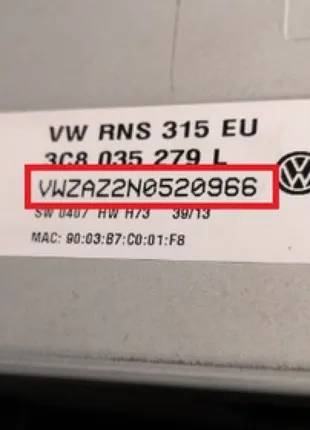 VW RNS 315 EU
3C8 035 279 L
VWZAZ2N0520966
SW 0407 HW H73 39/13
MAC: 90:03:B7:C0:01:F8